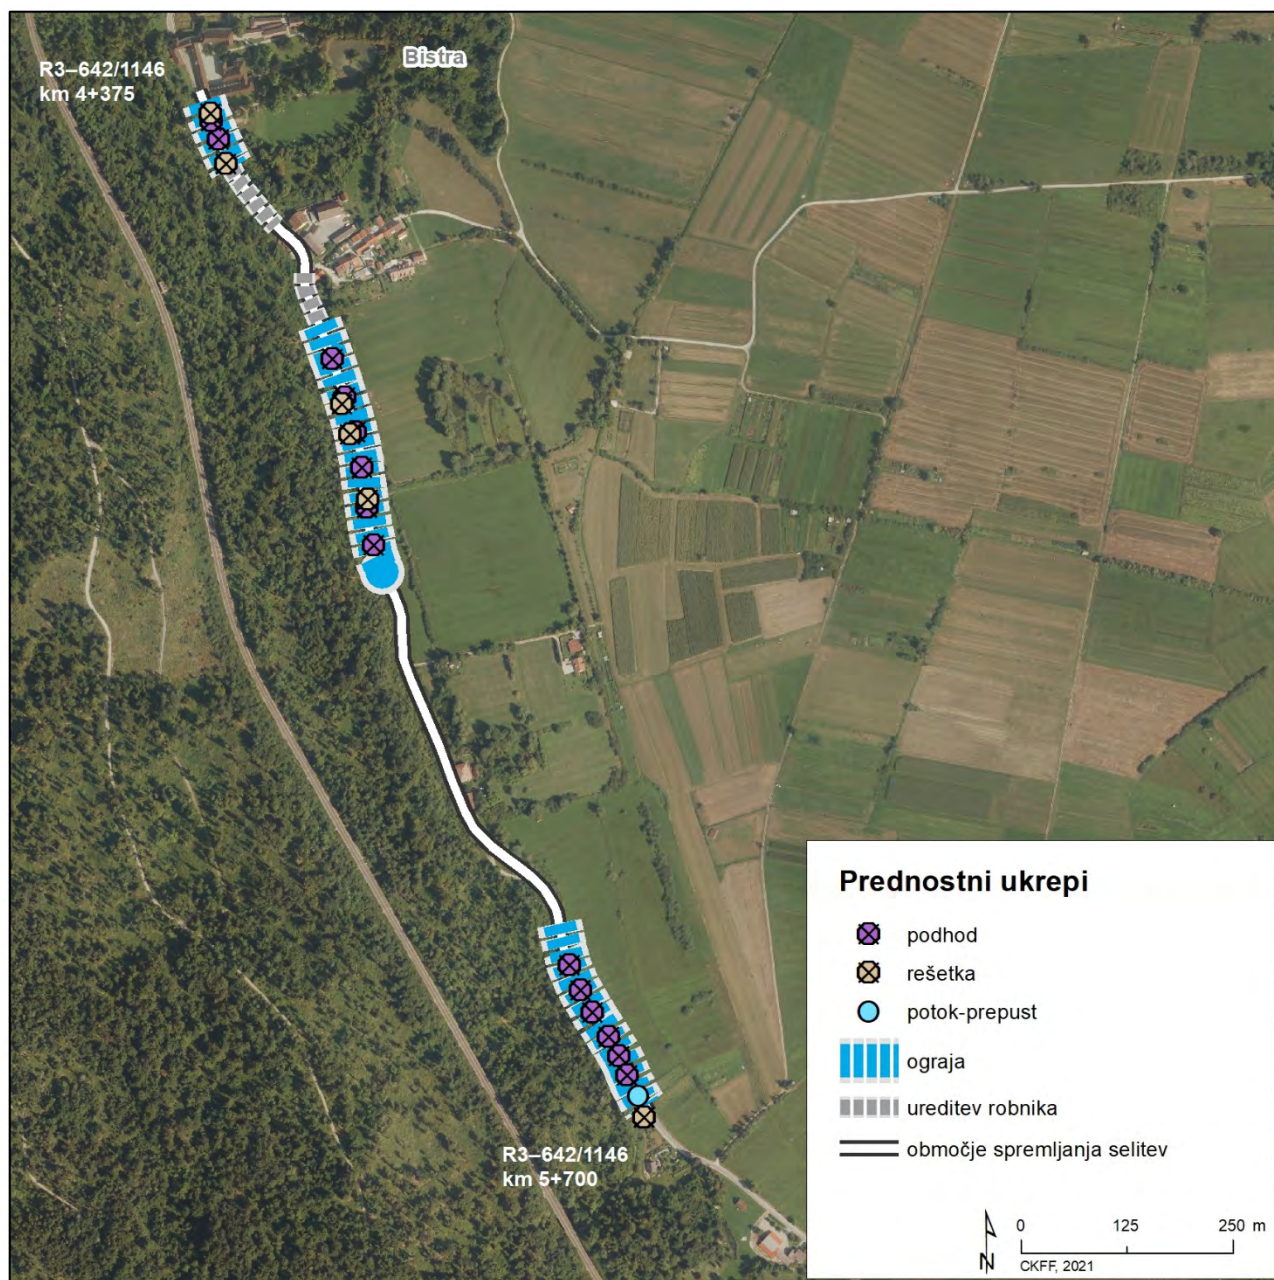 Bistra
R3–642/1146
km 4+375
R3–642/1146
km 5+700
Prednostni ukrepi
podhod
rešetka
potok-prepust
ograja
ureditev robnika
območje spremljanja selitev
N
0 125 250 m
CKFF, 2021